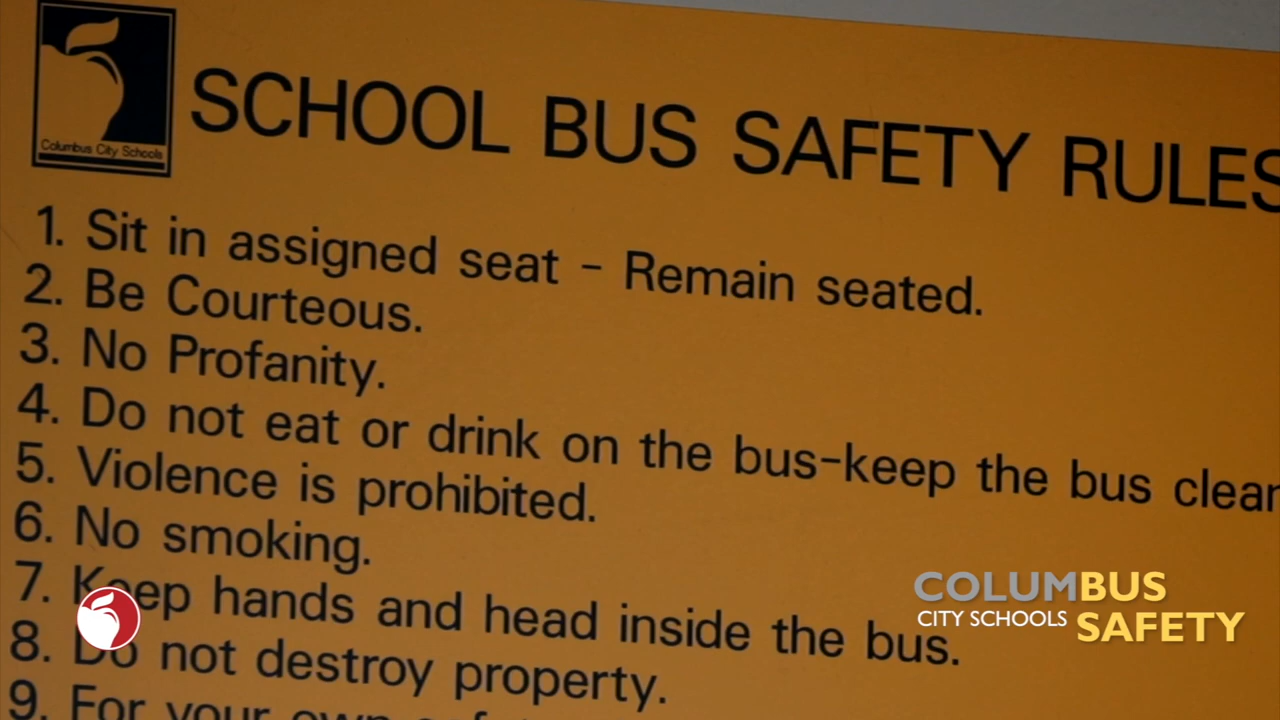 Columbus City Schools
SCHOOL BUS SAFETY RULES
1. Sit in assigned seat - Remain seated.
2. Be Courteous.
3. No Profanity.
4. Do not eat or drink on the bus-keep the bus clean
5. Violence is prohibited.
6. No smoking.
7. Keep hands and head inside the bus.
8. Do not destroy property.
9. For your own
COLUMBUS
CITY SCHOOLS SAFETY